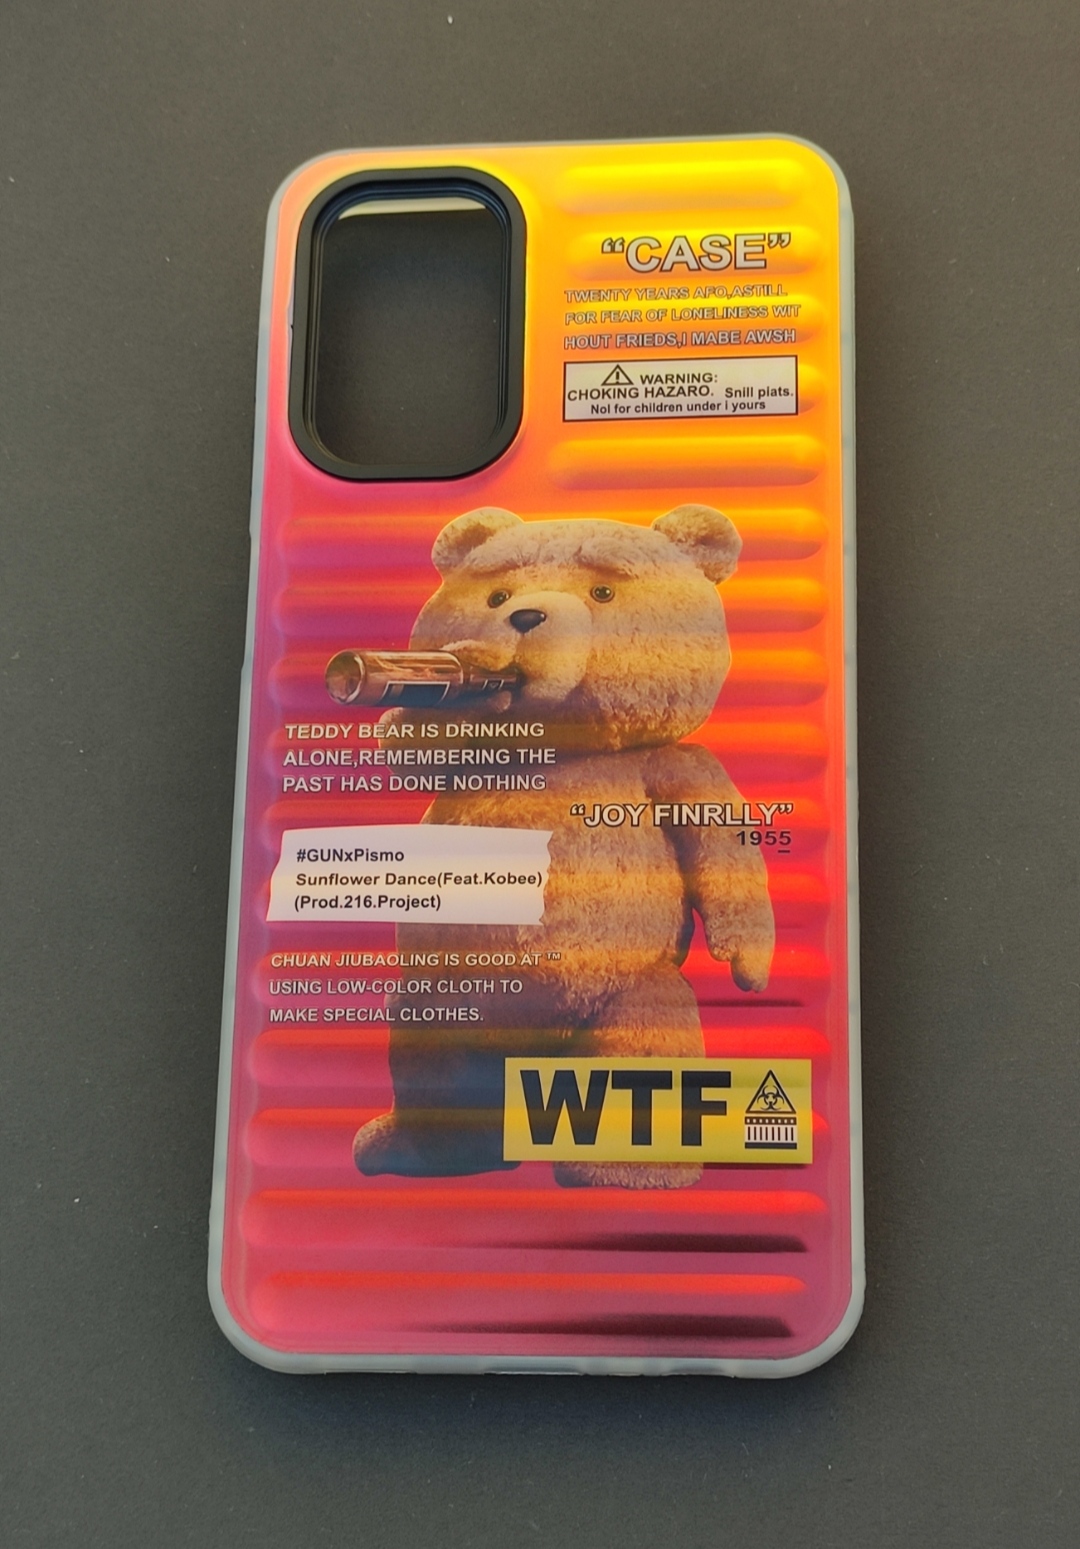 “CASE”
TWENTY YEARS AFO,ASTILL
FOR FEAR OF LONELINESS WIT
HOUT FRIEDS,I MABE AWSH
WARNING:
CHOKING HAZARO. Snill plats.
Nol for children under i yours
TEDDY BEAR IS DRINKING
ALONE,REMEMBERING THE
PAST HAS DONE NOTHING
“JOY FINRLLY”
1955
#GUNxPismo
Sunflower Dance(Feat.Kobee)
(Prod.216.Project)
CHUAN JIUBAOLING IS GOOD AT ™
USING LOW-COLOR CLOTH TO
MAKE SPECIAL CLOTHES.
WTF